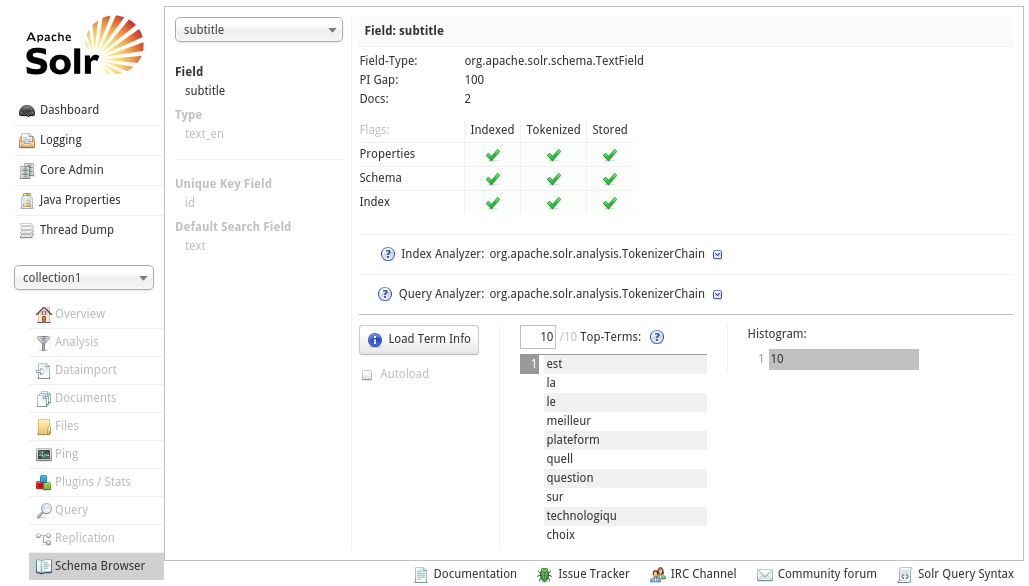 Apache
Solr
Dashboard
Logging
Core Admin
Java Properties
Thread Dump
collection1
Overview
Analysis
Dataimport
Documents
Files
Ping
Plugins / Stats
Query
Replication
Schema Browser
subtitle
Field
subtitle
Type
text_en
Unique Key Field
id
Default Search Field
text
Field: subtitle
Field-Type: org.apache.solr.schema.TextField
PI Gap: 100
Docs: 2
Flags: Indexed Tokenized Stored
Properties
Schema
Index
Index Analyzer: org.apache.solr.analysis.TokenizerChain
Query Analyzer: org.apache.solr.analysis.TokenizerChain
Load Term Info
Autoload
10 /10 Top-Terms:
1 est
la
le
meilleur
plateform
quell
question
sur
technologiqu
choix
Histogram:
1 10
Documentation Issue Tracker IRC Channel Community forum Solr Query Syntax